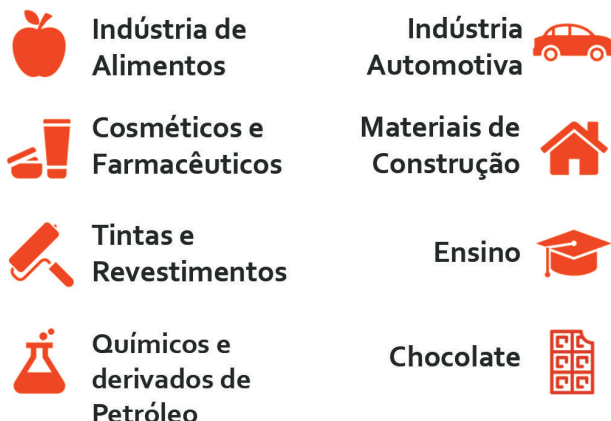 Indústria de
Alimentos
Indústria
Automotiva
Cosméticos e
Farmacêuticos
Materiais de
Construção
Tintas e
Revestimentos
Ensino
Químicos e
derivados de
Petróleo
Chocolate